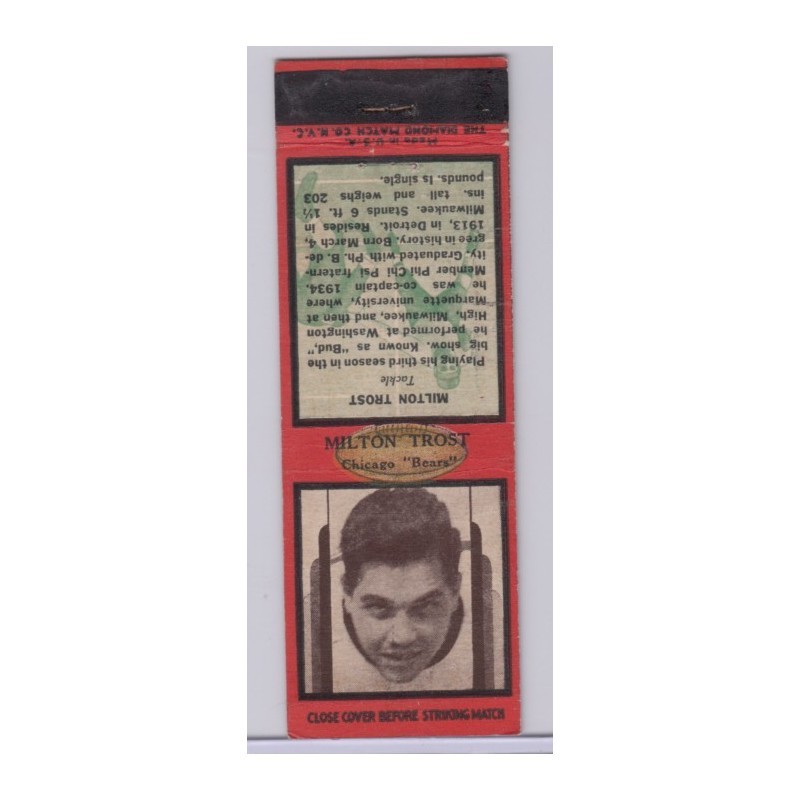 THE DIAMOND MATCH CO. N.Y.C.
Made in U.S.A.
MILTON TROST
Tackle
Playing his third season in the
big show. Known as "Bud,"
he performed at Washington
High, Milwaukee, and then at
Marquette university, where
he was co-captain 1934.
Member Phi Chi Psi fratern-
ity. Graduated with Ph. B. de-
gree in history. Born March 4,
1913, in Detroit. Resides in
Milwaukee. Stands 6 ft. 1½
ins. tall and weighs 203
pounds. Is single.
MILTON TROST
Chicago "Bears"
CLOSE COVER BEFORE STRIKING MATCH